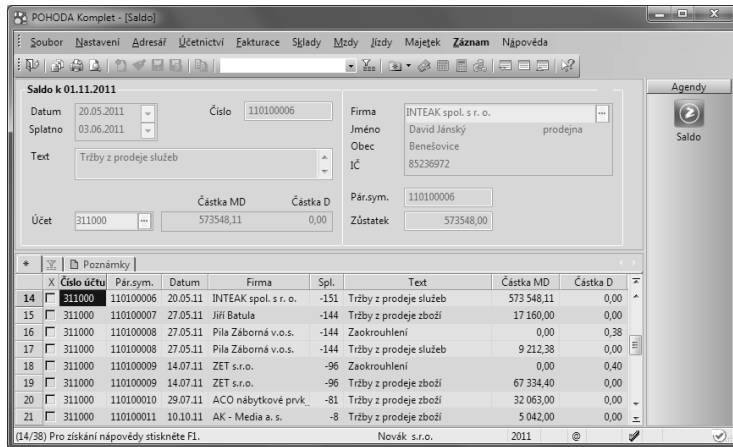 POHODA Komplet - [Saldo]
Soubor Nastavení Adresář Účetnictví Fakturace Sklady Mzdy Jízdy Majetek Záznam Nápověda
Saldo k 01.11.2011
Agendy
Datum 20.05.2011 Číslo 110100006 Firma INTEAK spol. s r. o.
Splatno 03.06.2011 Jméno David Jánský prodejna
Saldo
Obec Benešovice
Text Tržby z prodeje služeb IČ 85236972
Částka MD Částka D Pár.sym. 110100006
Účet 311000 573548,11 0,00 Zůstatek 573548,00
* Poznámky
X Číslo účtu Pár.sym. Datum Firma Spl. Text Částka MD Částka D
14 311000 110100006 20.05.11 INTEAK spol. s r. o. -151 Tržby z prodeje služeb 573 548,11 0,00
15 311000 110100007 27.05.11 Jiří Batula -144 Tržby z prodeje zboží 17 160,00 0,00
16 311000 110100008 27.05.11 Pila Záborná v.o.s. -144 Zaokrouhlení 0,00 0,38
17 311000 110100008 27.05.11 Pila Záborná v.o.s. -144 Tržby z prodeje služeb 9 212,38 0,00
18 311000 110100009 14.07.11 ZET s.r.o. -96 Zaokrouhlení 0,00 0,40
19 311000 110100009 14.07.11 ZET s.r.o. -96 Tržby z prodeje zboží 67 334,40 0,00
20 311000 110100010 29.07.11 ACO nábytkové prvk_ -81 Tržby z prodeje zboží 32 063,00 0,00
21 311000 110100011 10.10.11 AK - Media a. s. -8 Tržby z prodeje zboží 5 042,00 0,00
(14/38) Pro získání nápovědy stiskněte F1. Novák s.r.o. 2011 @